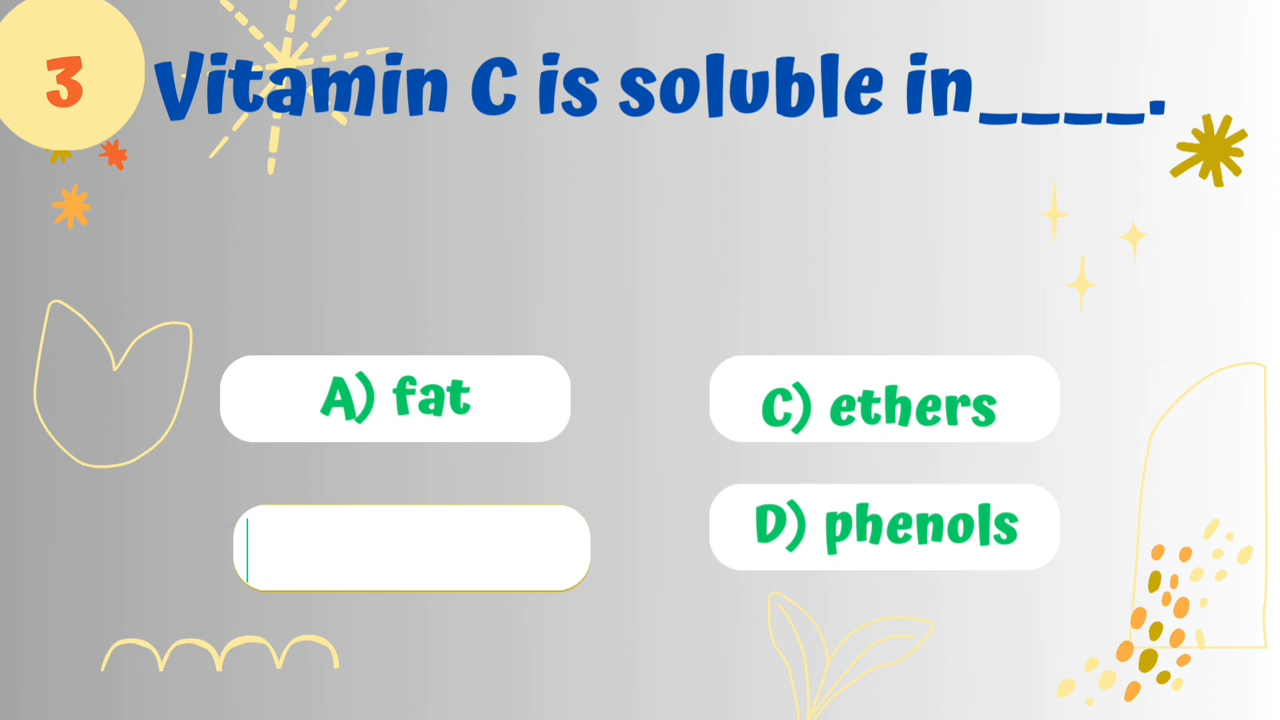 3
Vitamin C is soluble in____.
A) fat
C) ethers
D) phenols